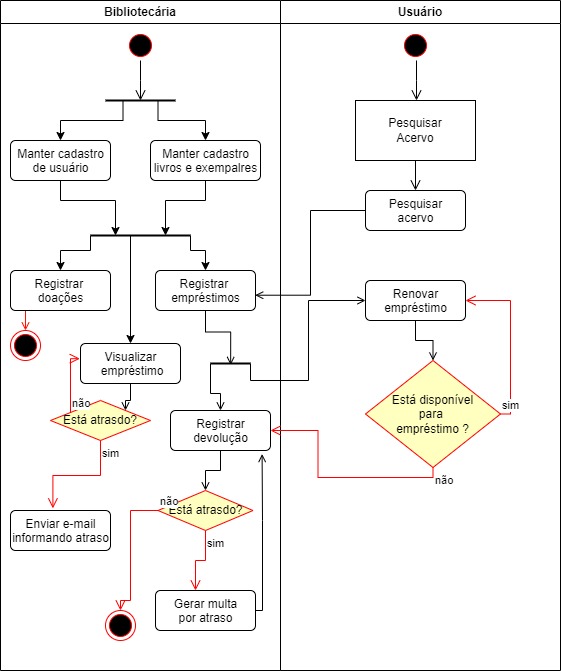 Bibliotecária
Usuário
Pesquisar
Acervo
Manter cadastro
de usuário
Manter cadastro
livros e exempalres
Pesquisar
acervo
Registrar
doações
Registrar
empréstimos
Renovar
empréstimo
Visualizar
empréstimo
não
Está atrasdo?
sim
Está disponível
para
empréstimo ?
sim
não
Registrar
devolução
Enviar e-mail
informando atraso
não
Está atrasdo?
sim
Gerar multa
por atraso